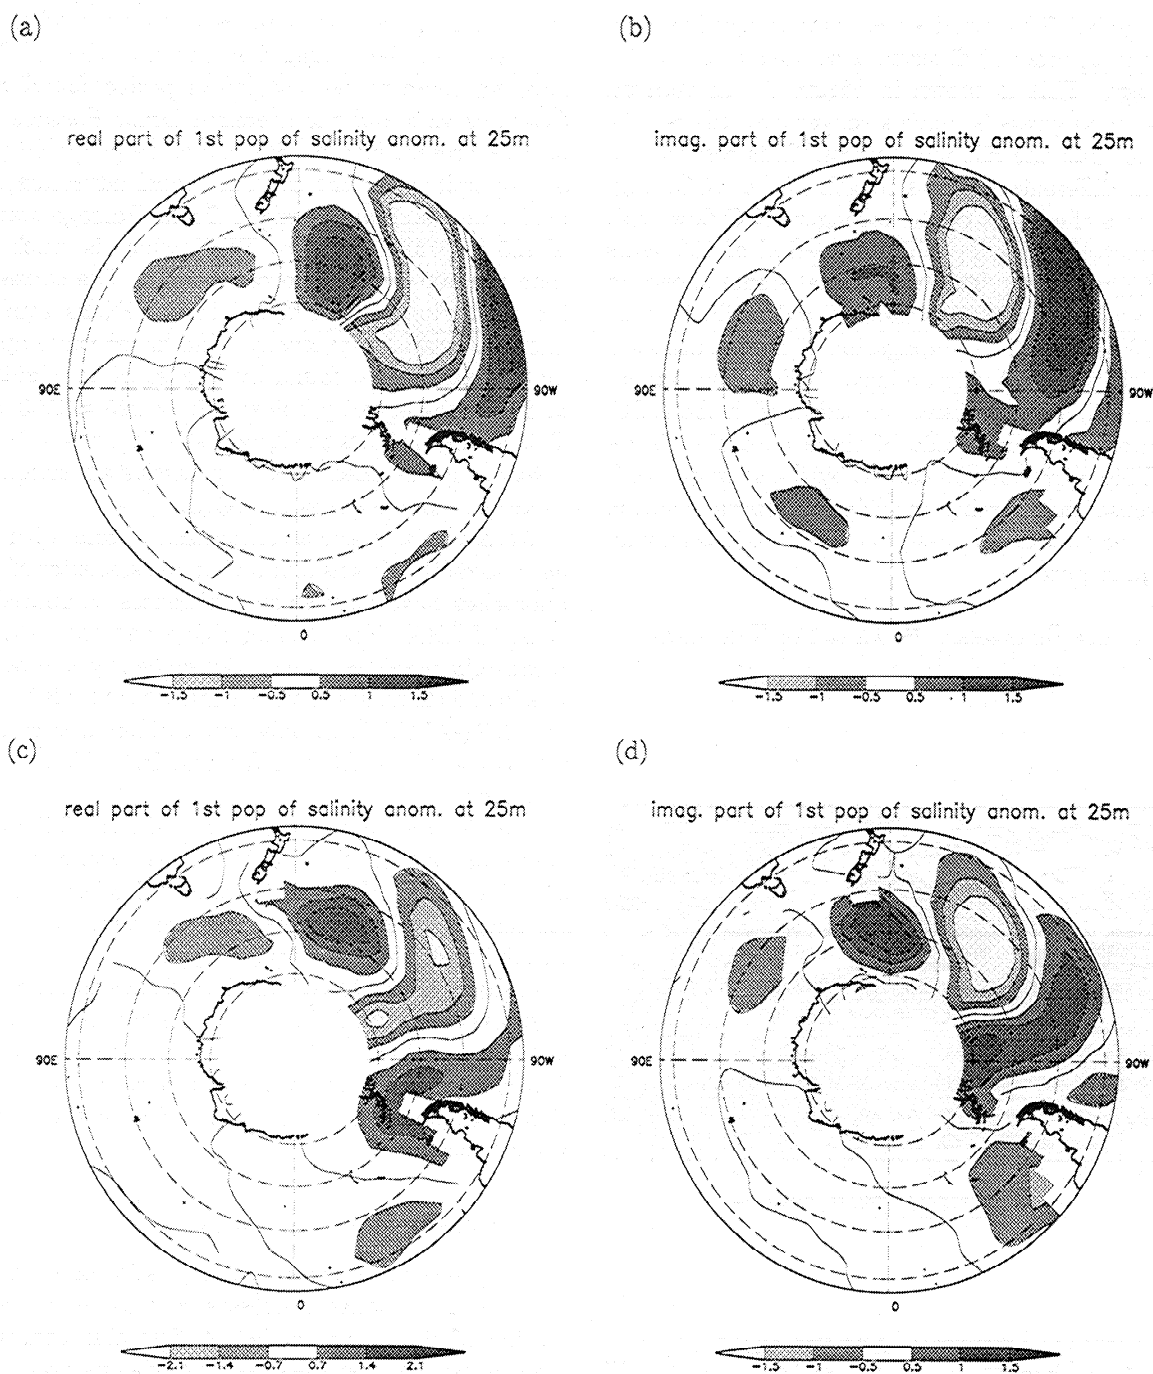 (a)
(b)
real part of 1st pop of salinity anom. at 25m
imag. part of 1st pop of salinity anom. at 25m
90E
90W
90E
90W
0
0
-1.5 -1 -0.5 0.5 1 1.5
-1.5 -1 -0.5 0.5 1 1.5
(c)
(d)
real part of 1st pop of salinity anom. at 25m
imag. part of 1st pop of salinity anom. at 25m
90E
90W
90E
90W
0
0
-2.1 -1.4 -0.7 0.7 1.4 2.1
-1.5 -1 -0.5 0.5 1 1.5